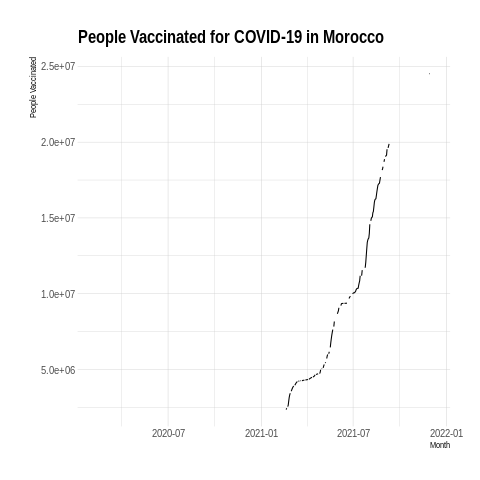 People Vaccinated for COVID-19 in Morocco
People Vaccinated
2.5e+07
2.0e+07
1.5e+07
1.0e+07
5.0e+06
2020-07 2021-01 2021-07 2022-01
Month